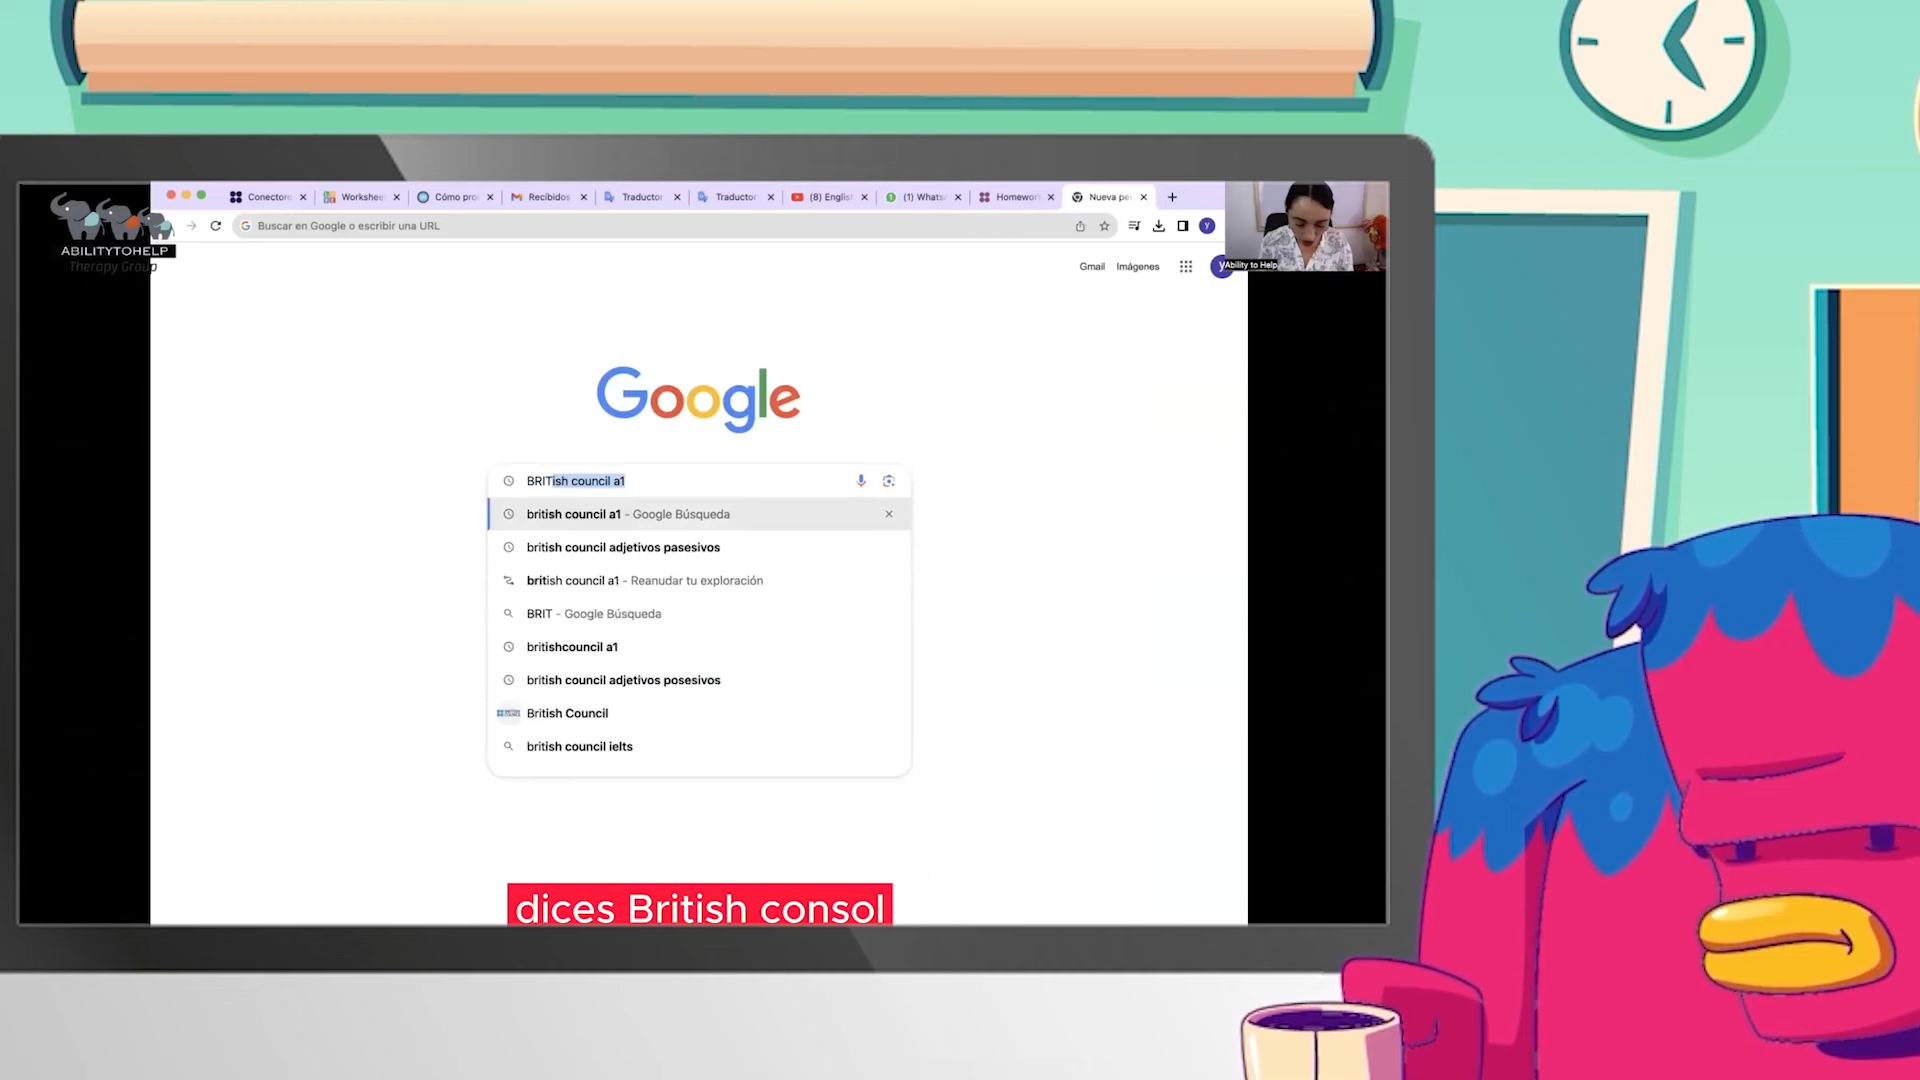 ABILITYTOHELP
Therapy Group
Conectore
Workshee
Cómo pro
Recibidos
Traductor
Traductor
(8) Englis
(1) Whats
Homework
Nueva pe
Buscar en Google o escribir una URL
y
Gmail
Imágenes
y
Ability to Help
Google
BRITish council a1
british council a1 - Google Búsqueda
british council adjetivos pasesivos
british council a1 - Reanudar tu exploración
BRIT - Google Búsqueda
britishcouncil a1
british council adjetivos posesivos
British Council
british council ielts
dices British consol